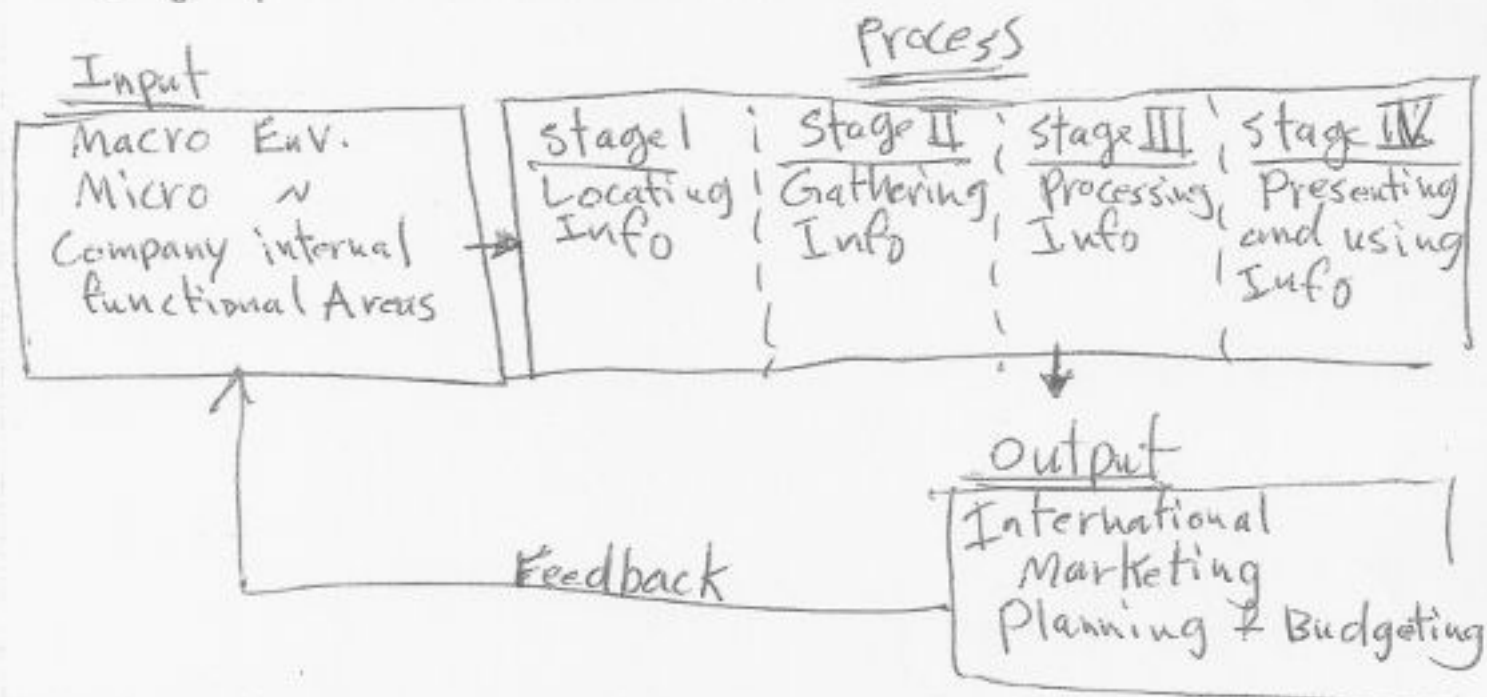 Input
Macro Env.
Micro ~
Company internal
functional Areas
Process
Stage I
Locating
Info
Stage II
Gathering
Info
Stage III
Processing
Info
Stage IV
Presenting
and using
Info
Output
International
Marketing
Planning & Budgeting
Feedback